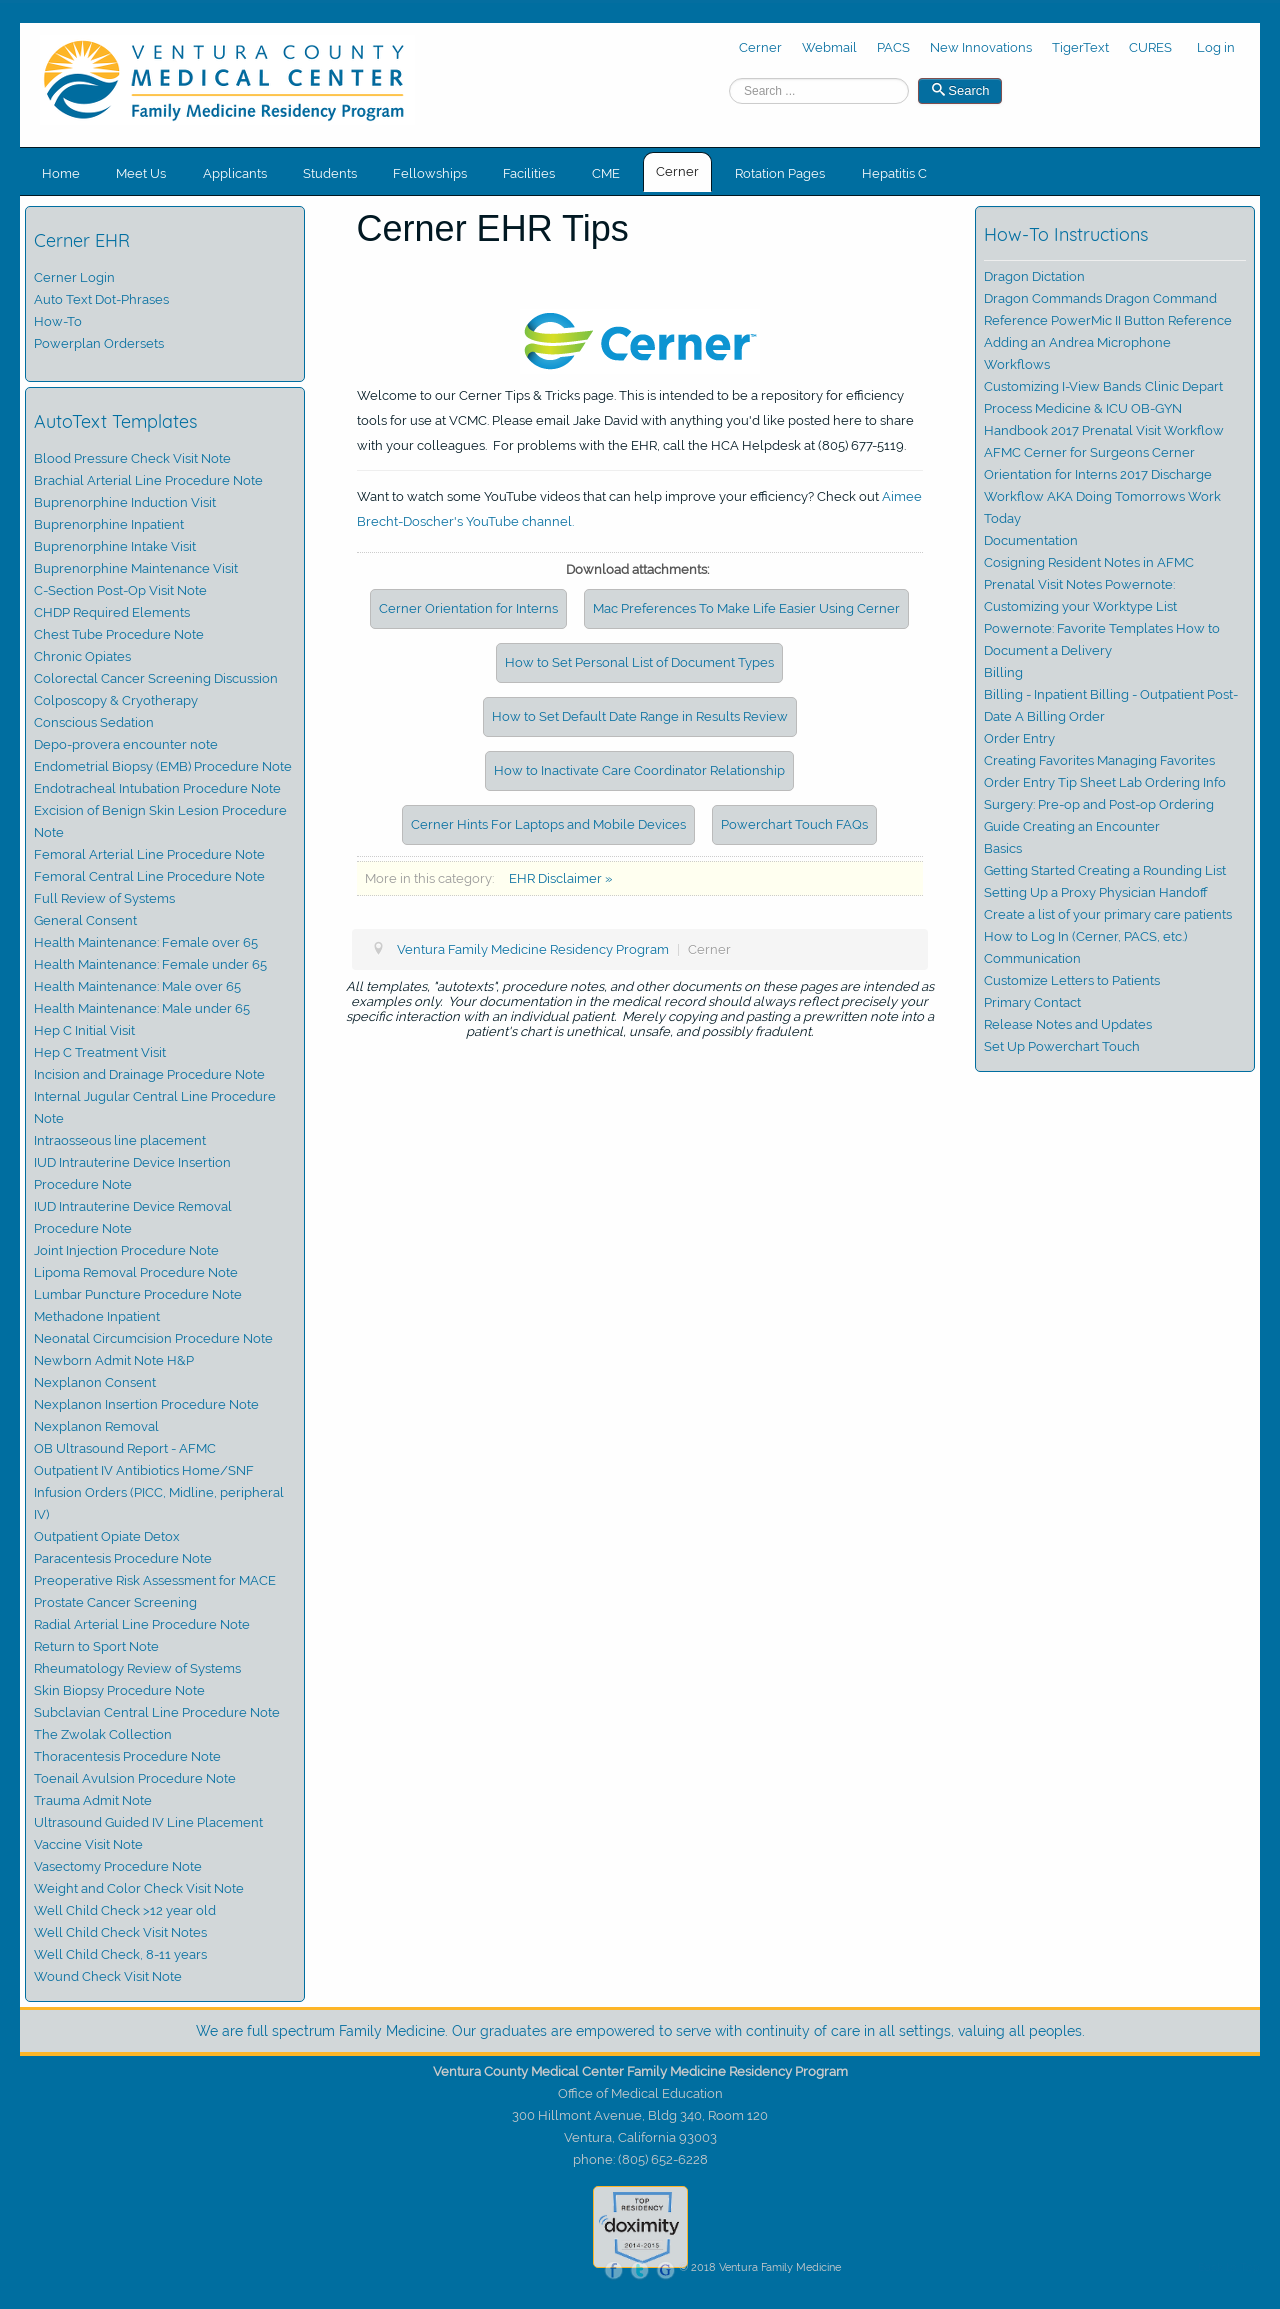 VENTURA COUNTY
MEDICAL CENTER
Family Medicine Residency Program
Cerner Webmail PACS New Innovations TigerText CURES Log in
Search ... Search
Home Meet Us Applicants Students Fellowships Facilities CME Cerner Rotation Pages Hepatitis C
Cerner EHR
Cerner Login
Auto Text Dot-Phrases
How-To
Powerplan Ordersets
AutoText Templates
Blood Pressure Check Visit Note
Brachial Arterial Line Procedure Note
Buprenorphine Induction Visit
Buprenorphine Inpatient
Buprenorphine Intake Visit
Buprenorphine Maintenance Visit
C-Section Post-Op Visit Note
CHDP Required Elements
Chest Tube Procedure Note
Chronic Opiates
Colorectal Cancer Screening Discussion
Colposcopy & Cryotherapy
Conscious Sedation
Depo-provera encounter note
Endometrial Biopsy (EMB) Procedure Note
Endotracheal Intubation Procedure Note
Excision of Benign Skin Lesion Procedure
Note
Femoral Arterial Line Procedure Note
Femoral Central Line Procedure Note
Full Review of Systems
General Consent
Health Maintenance: Female over 65
Health Maintenance: Female under 65
Health Maintenance: Male over 65
Health Maintenance: Male under 65
Hep C Initial Visit
Hep C Treatment Visit
Incision and Drainage Procedure Note
Internal Jugular Central Line Procedure
Note
Intraosseous line placement
IUD Intrauterine Device Insertion
Procedure Note
IUD Intrauterine Device Removal
Procedure Note
Joint Injection Procedure Note
Lipoma Removal Procedure Note
Lumbar Puncture Procedure Note
Methadone Inpatient
Neonatal Circumcision Procedure Note
Newborn Admit Note H&P
Nexplanon Consent
Nexplanon Insertion Procedure Note
Nexplanon Removal
OB Ultrasound Report - AFMC
Outpatient IV Antibiotics Home/SNF
Infusion Orders (PICC, Midline, peripheral
IV)
Outpatient Opiate Detox
Paracentesis Procedure Note
Preoperative Risk Assessment for MACE
Prostate Cancer Screening
Radial Arterial Line Procedure Note
Return to Sport Note
Rheumatology Review of Systems
Skin Biopsy Procedure Note
Subclavian Central Line Procedure Note
The Zwolak Collection
Thoracentesis Procedure Note
Toenail Avulsion Procedure Note
Trauma Admit Note
Ultrasound Guided IV Line Placement
Vaccine Visit Note
Vasectomy Procedure Note
Weight and Color Check Visit Note
Well Child Check >12 year old
Well Child Check Visit Notes
Well Child Check, 8-11 years
Wound Check Visit Note
Cerner EHR Tips
Cerner™
Welcome to our Cerner Tips & Tricks page. This is intended to be a repository for efficiency
tools for use at VCMC. Please email Jake David with anything you'd like posted here to share
with your colleagues. For problems with the EHR, call the HCA Helpdesk at (805) 677-5119.
Want to watch some YouTube videos that can help improve your efficiency? Check out Aimee
Brecht-Doscher's YouTube channel.
Download attachments:
Cerner Orientation for Interns Mac Preferences To Make Life Easier Using Cerner
How to Set Personal List of Document Types
How to Set Default Date Range in Results Review
How to Inactivate Care Coordinator Relationship
Cerner Hints For Laptops and Mobile Devices Powerchart Touch FAQs
More in this category: EHR Disclaimer »
Ventura Family Medicine Residency Program | Cerner
All templates, "autotexts", procedure notes, and other documents on these pages are intended as
examples only. Your documentation in the medical record should always reflect precisely your
specific interaction with an individual patient. Merely copying and pasting a prewritten note into a
patient's chart is unethical, unsafe, and possibly fradulent.
How-To Instructions
Dragon Dictation
Dragon Commands Dragon Command
Reference PowerMic II Button Reference
Adding an Andrea Microphone
Workflows
Customizing I-View Bands Clinic Depart
Process Medicine & ICU OB-GYN
Handbook 2017 Prenatal Visit Workflow
AFMC Cerner for Surgeons Cerner
Orientation for Interns 2017 Discharge
Workflow AKA Doing Tomorrows Work
Today
Documentation
Cosigning Resident Notes in AFMC
Prenatal Visit Notes Powernote:
Customizing your Worktype List
Powernote: Favorite Templates How to
Document a Delivery
Billing
Billing - Inpatient Billing - Outpatient Post-
Date A Billing Order
Order Entry
Creating Favorites Managing Favorites
Order Entry Tip Sheet Lab Ordering Info
Surgery: Pre-op and Post-op Ordering
Guide Creating an Encounter
Basics
Getting Started Creating a Rounding List
Setting Up a Proxy Physician Handoff
Create a list of your primary care patients
How to Log In (Cerner, PACS, etc.)
Communication
Customize Letters to Patients
Primary Contact
Release Notes and Updates
Set Up Powerchart Touch
We are full spectrum Family Medicine. Our graduates are empowered to serve with continuity of care in all settings, valuing all peoples.
Ventura County Medical Center Family Medicine Residency Program
Office of Medical Education
300 Hillmont Avenue, Bldg 340, Room 120
Ventura, California 93003
phone: (805) 652-6228
TOP
RESIDENCY
doximity
2014-2015
f t G © 2018 Ventura Family Medicine